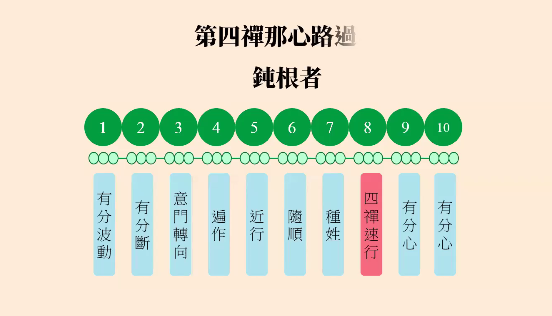 第四禪那心路過
鈍根者
1 2 3 4 5 6 7 8 9 10
有分波動
有分斷
意門轉向
遍作
近行
隨順
種姓
四禪速行
有分心
有分心